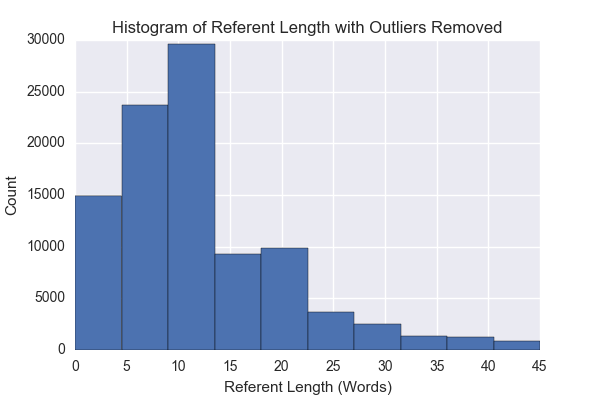 Histogram of Referent Length with Outliers Removed
30000
25000
20000
15000
10000
5000
0
Count
0 5 10 15 20 25 30 35 40 45
Referent Length (Words)